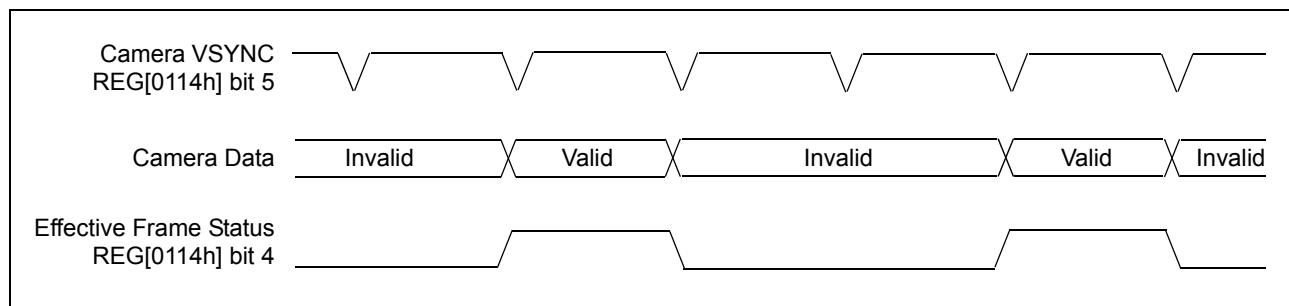 Camera VSYNC
REG[0114h] bit 5
Camera Data
Invalid
Valid
Invalid
Valid
Invalid
Effective Frame Status
REG[0114h] bit 4